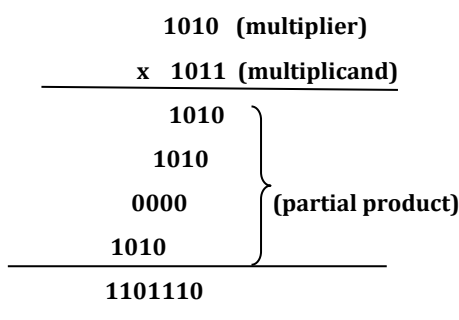 1010 (multiplier)
x 1011 (multiplicand)
1010
1010
0000 (partial product)
1010
1101110